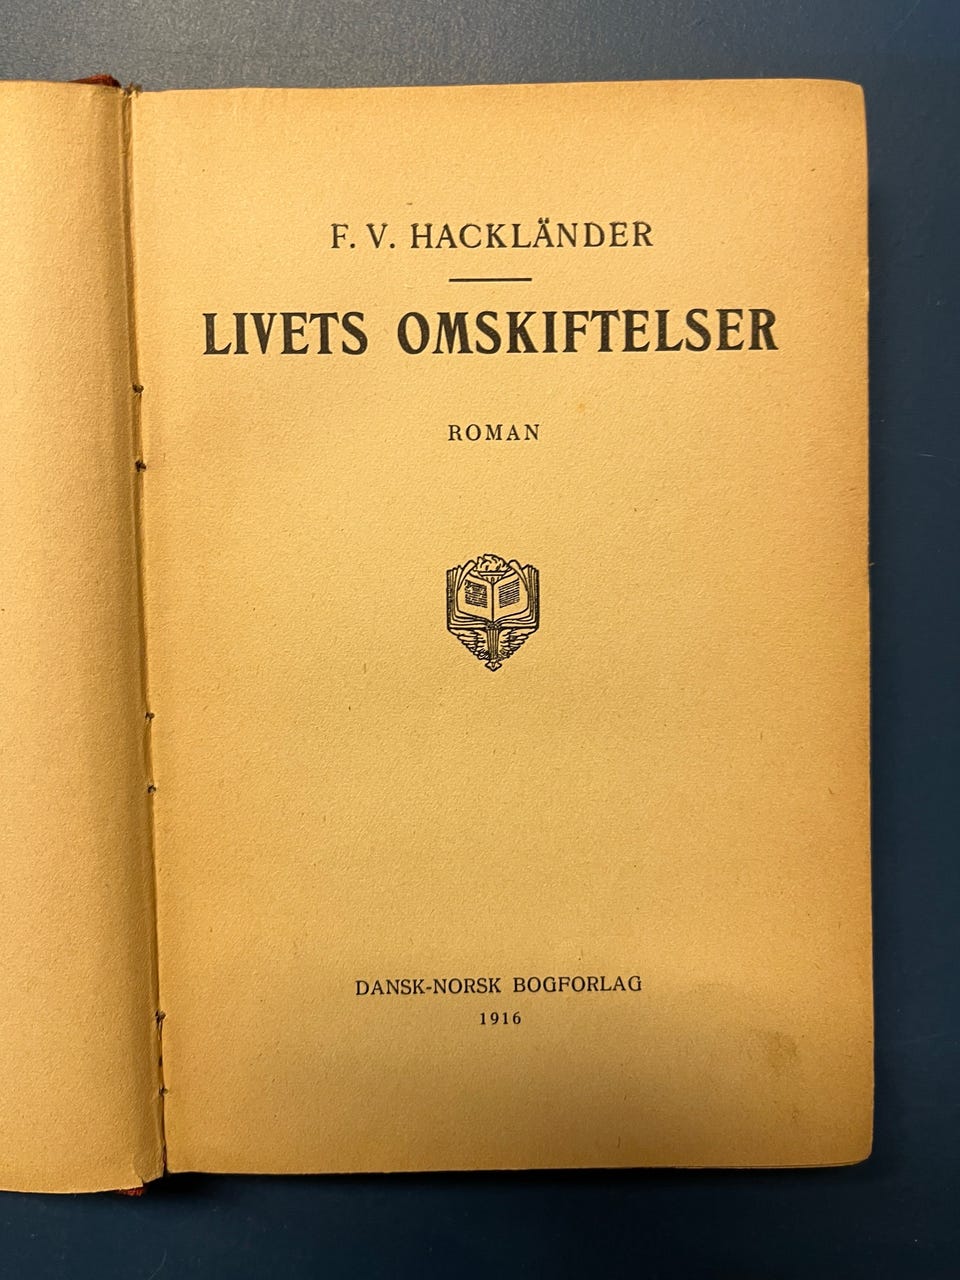 F. V. HACKLÄNDER
LIVETS OMSKIFTELSER
ROMAN
DANSK-NORSK BOGFORLAG
1916